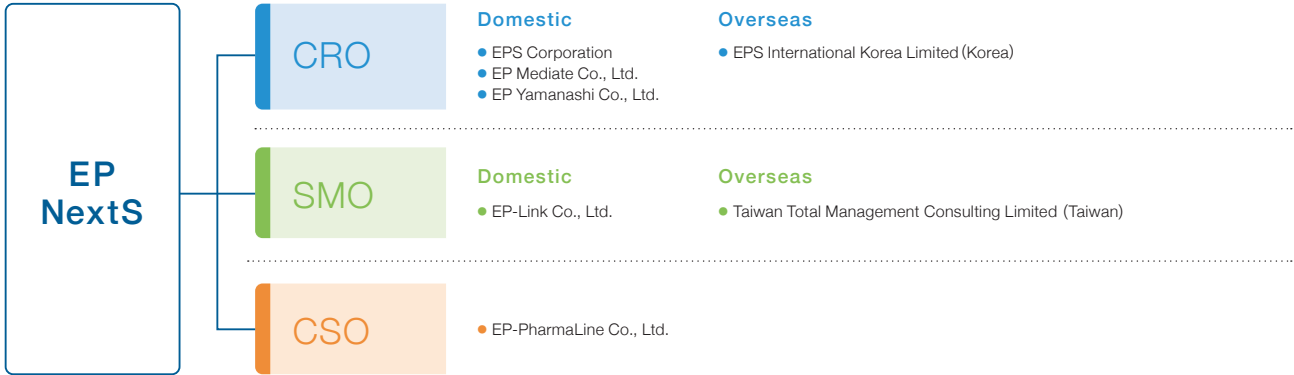 EP
NextS
CRO
Domestic
EPS Corporation
EP Mediate Co., Ltd.
EP Yamanashi Co., Ltd.
Overseas
EPS International Korea Limited (Korea)
SMO
Domestic
EP-Link Co., Ltd.
Overseas
Taiwan Total Management Consulting Limited (Taiwan)
CSO
EP-PharmaLine Co., Ltd.